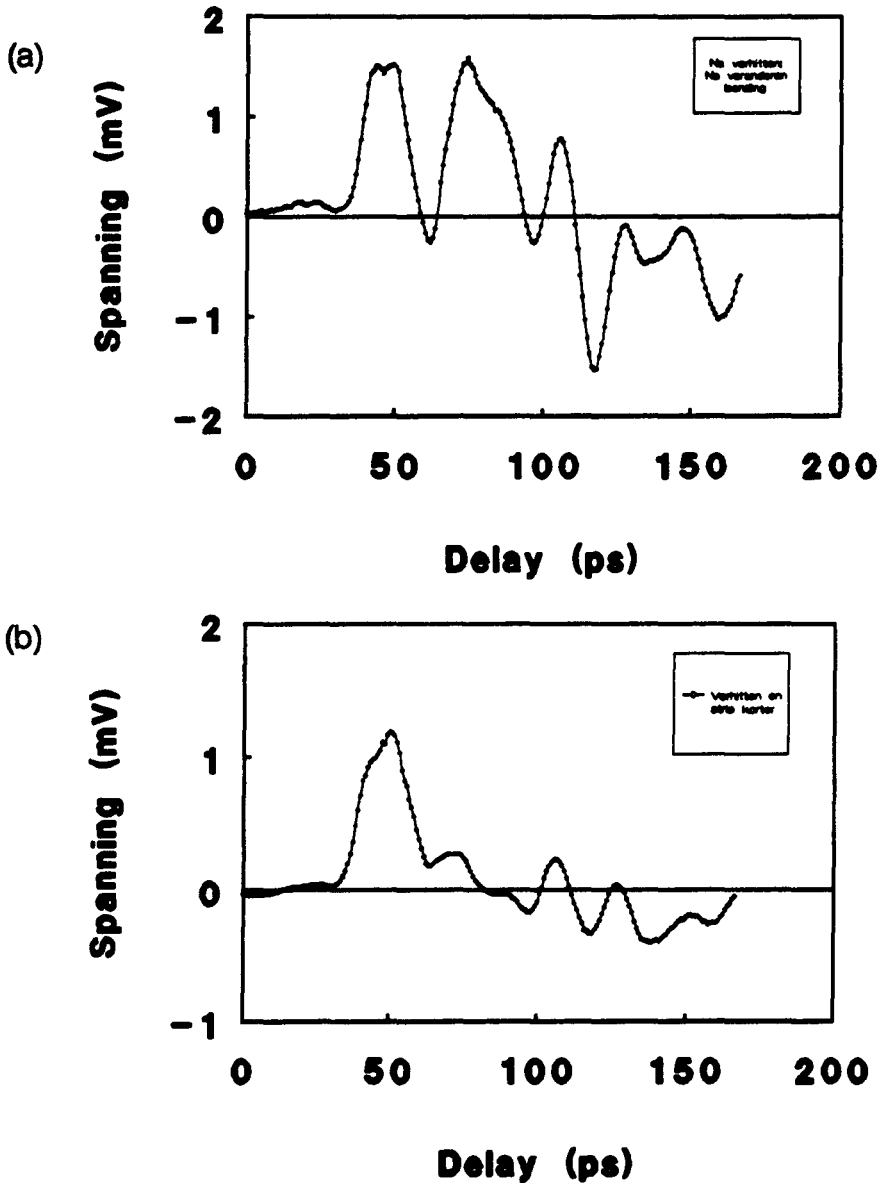 (a)
2
1
0
−1
−2
Spanning (mV)
Na verhitten;
Na veranderen
bonding
0 50 100 150 200
Delay (ps)
(b)
2
1
0
−1
Spanning (mV)
Verhitten en
strip korter
0 50 100 150 200
Delay (ps)